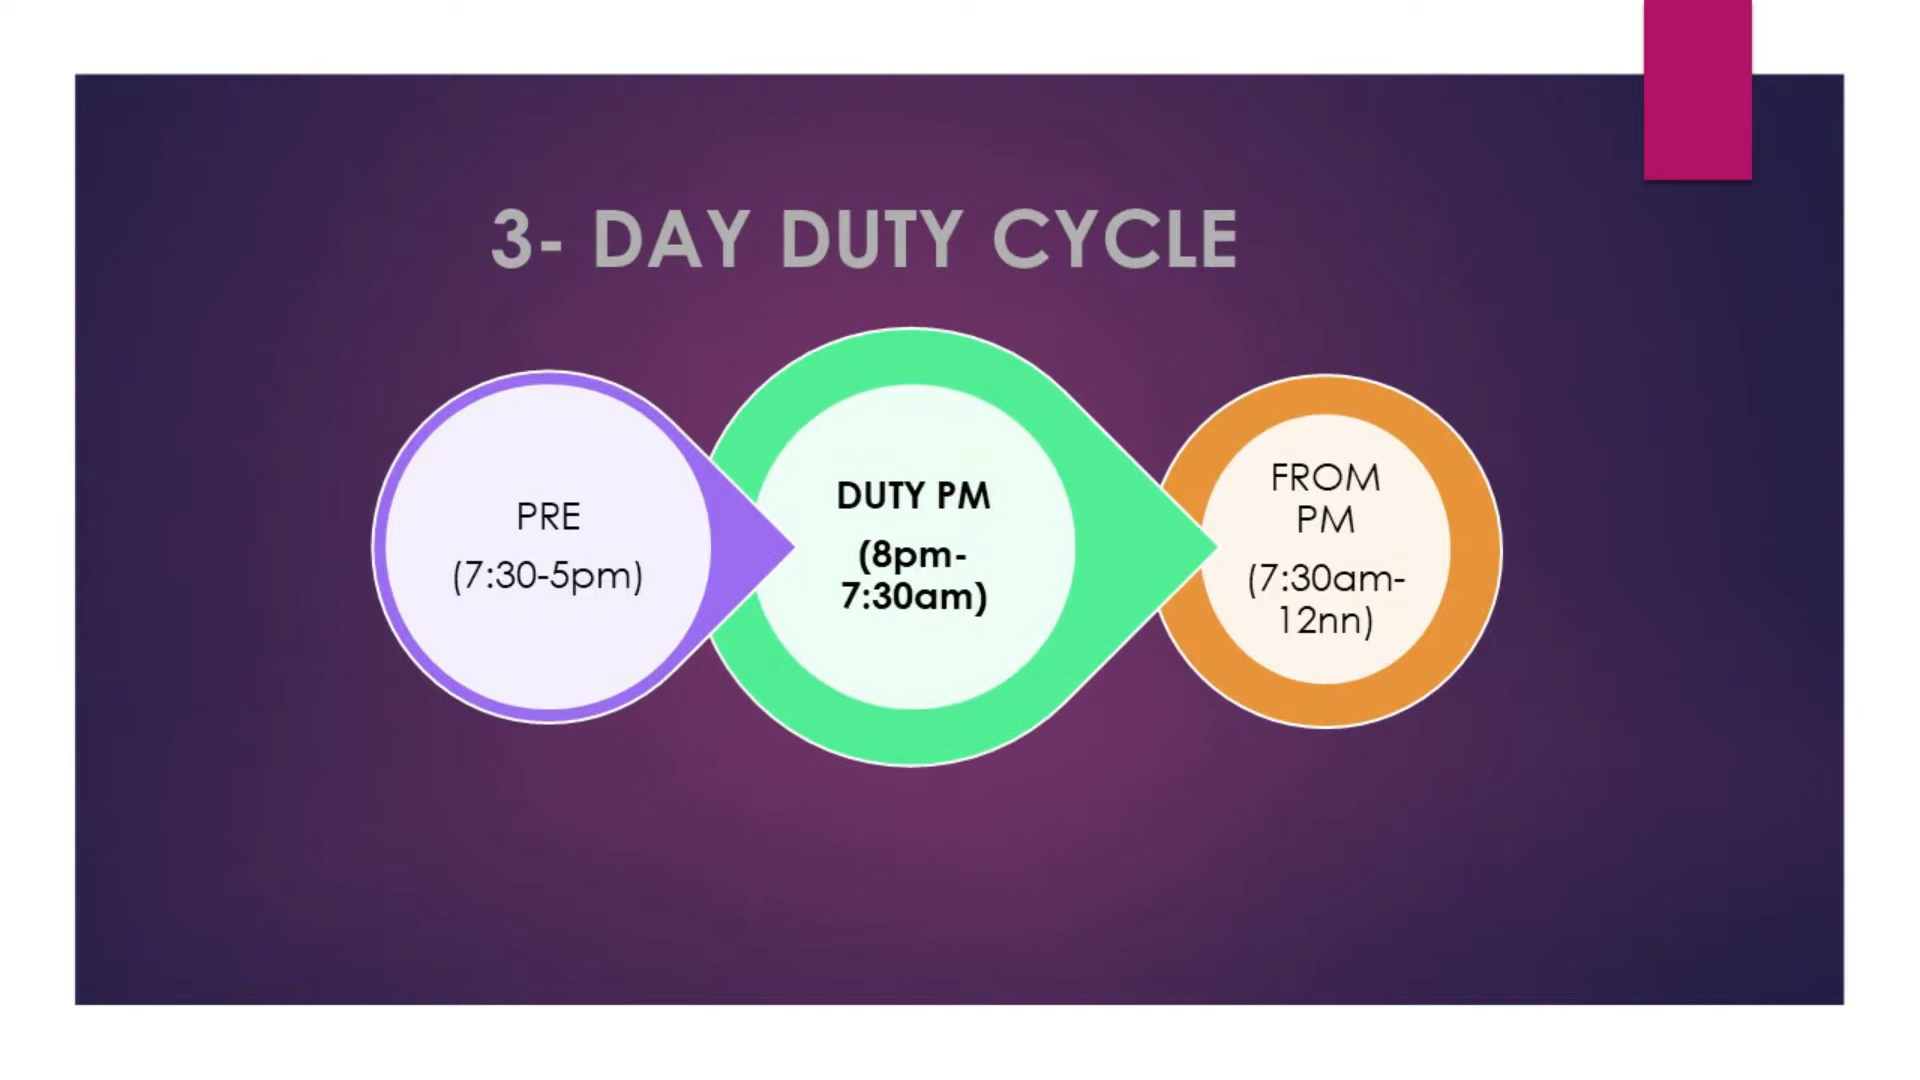 3- DAY DUTY CYCLE
PRE
(7:30-5pm)
DUTY PM
(8pm-
7:30am)
FROM
PM
(7:30am-
12nn)